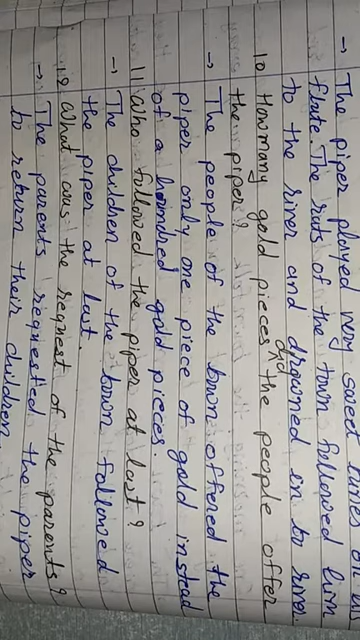 → The piper played very sweet tunes on his
flute. The rats of the town followed him
to the river and drowned in to river.
10 How many gold pieces did the people offer
the piper?
→ The people of the town offered the
piper only one piece of gold instead
of a hundred gold pieces.
11 Who followed the piper at last?
→ The children of the town followed
the piper at last.
12 What was the request of the parents?
→ The parents requested the piper
to return their children.